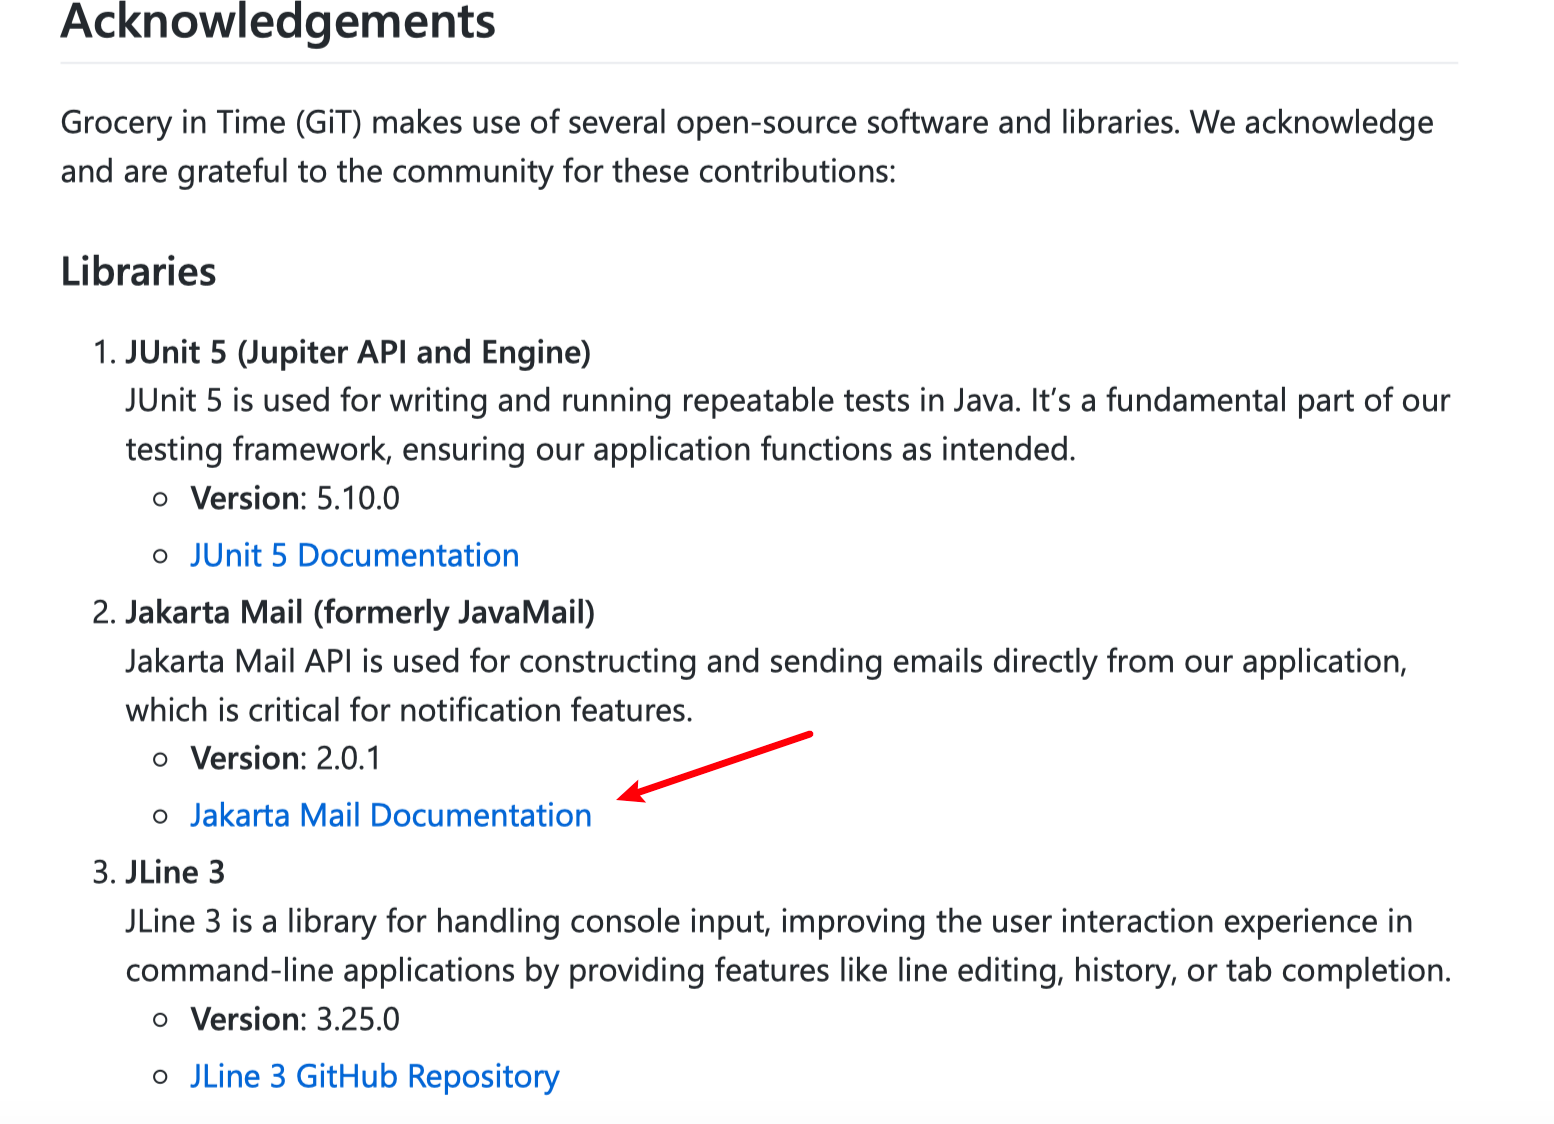 Acknowledgements
Grocery in Time (GiT) makes use of several open-source software and libraries. We acknowledge
and are grateful to the community for these contributions:
Libraries
1. JUnit 5 (Jupiter API and Engine)
JUnit 5 is used for writing and running repeatable tests in Java. It’s a fundamental part of our
testing framework, ensuring our application functions as intended.
Version: 5.10.0
JUnit 5 Documentation
2. Jakarta Mail (formerly JavaMail)
Jakarta Mail API is used for constructing and sending emails directly from our application,
which is critical for notification features.
Version: 2.0.1
Jakarta Mail Documentation
3. JLine 3
JLine 3 is a library for handling console input, improving the user interaction experience in
command-line applications by providing features like line editing, history, or tab completion.
Version: 3.25.0
JLine 3 GitHub Repository